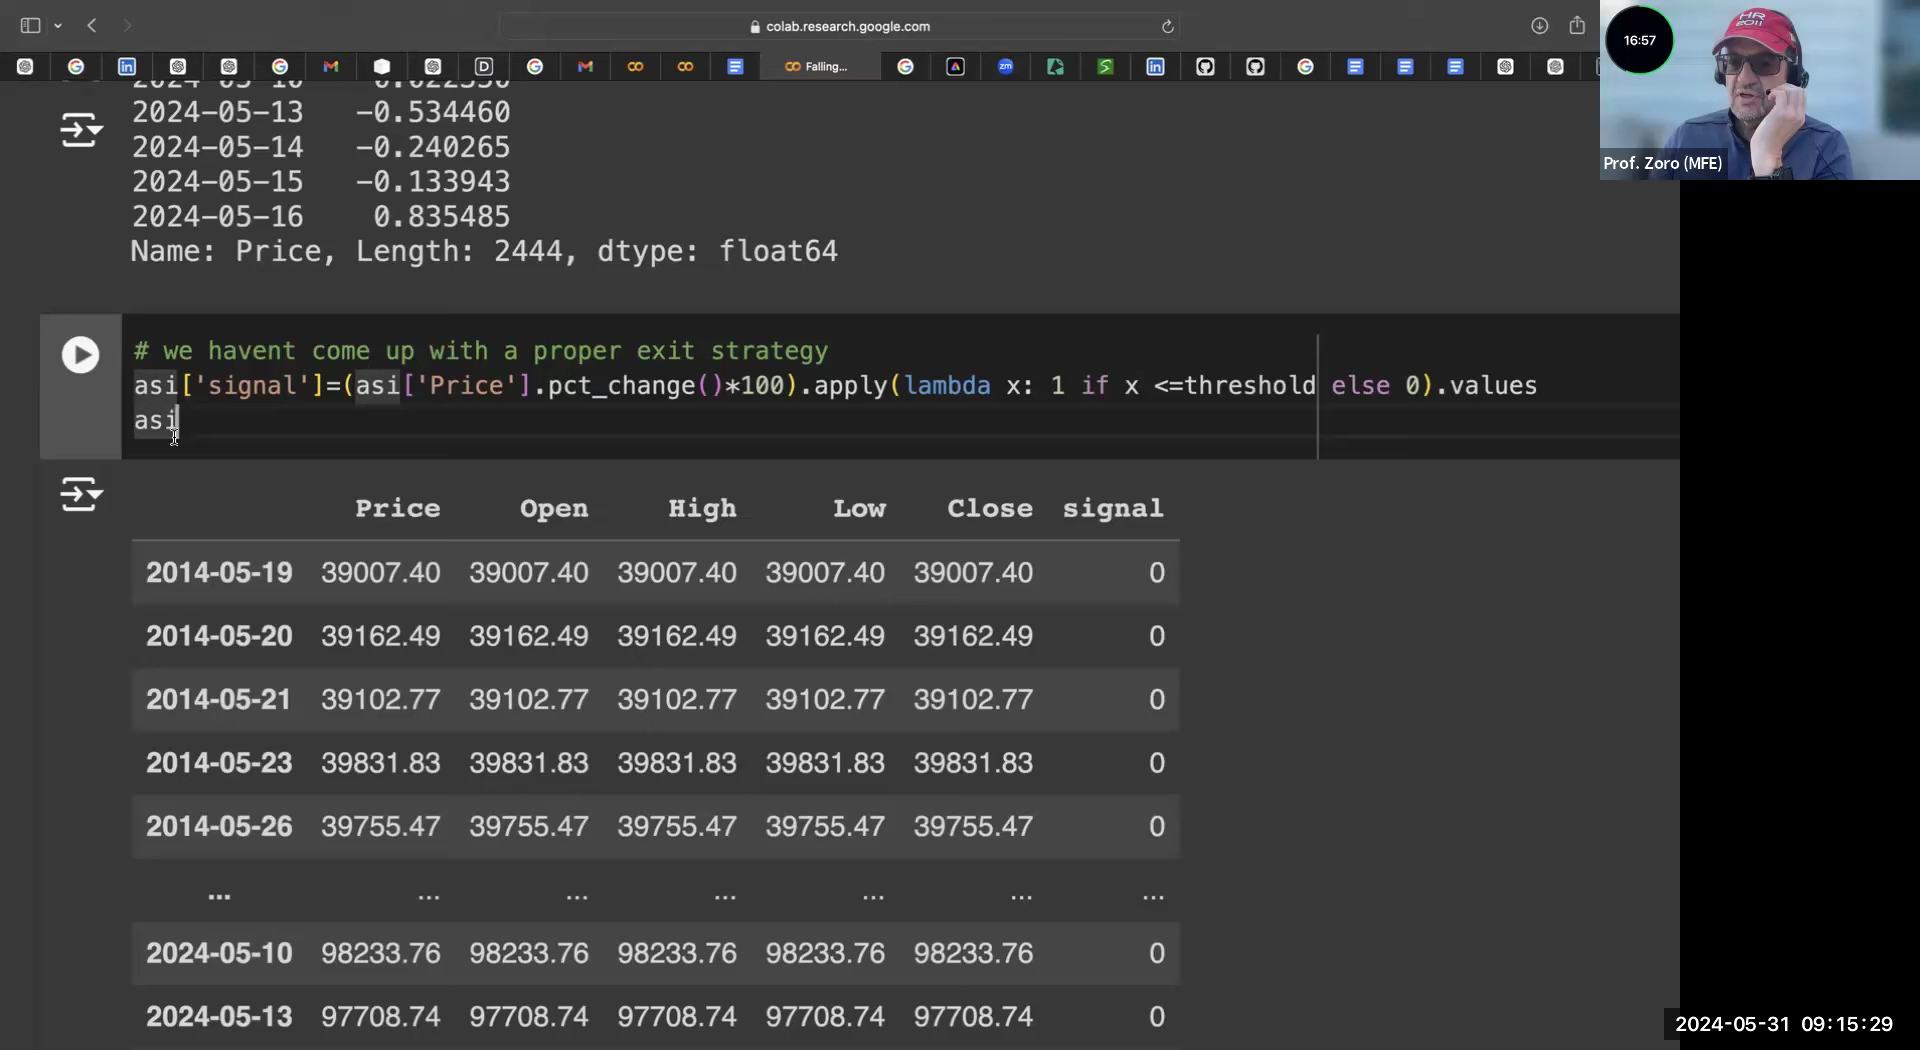 colab.research.google.com
Falling...
HR
2011
16:57
Prof. Zoro (MFE)
2024-05-13 -0.534460
2024-05-14 -0.240265
2024-05-15 -0.133943
2024-05-16 0.835485
Name: Price, Length: 2444, dtype: float64
# we havent come up with a proper exit strategy
asi['signal']=(asi['Price'].pct_change()*100).apply(lambda x: 1 if x <=threshold else 0).values
asi
Price Open High Low Close signal
2014-05-19 39007.40 39007.40 39007.40 39007.40 39007.40 0
2014-05-20 39162.49 39162.49 39162.49 39162.49 39162.49 0
2014-05-21 39102.77 39102.77 39102.77 39102.77 39102.77 0
2014-05-23 39831.83 39831.83 39831.83 39831.83 39831.83 0
2014-05-26 39755.47 39755.47 39755.47 39755.47 39755.47 0
... ... ... ... ... ... ...
2024-05-10 98233.76 98233.76 98233.76 98233.76 98233.76 0
2024-05-13 97708.74 97708.74 97708.74 97708.74 97708.74 0
2024-05-31 09:15:29